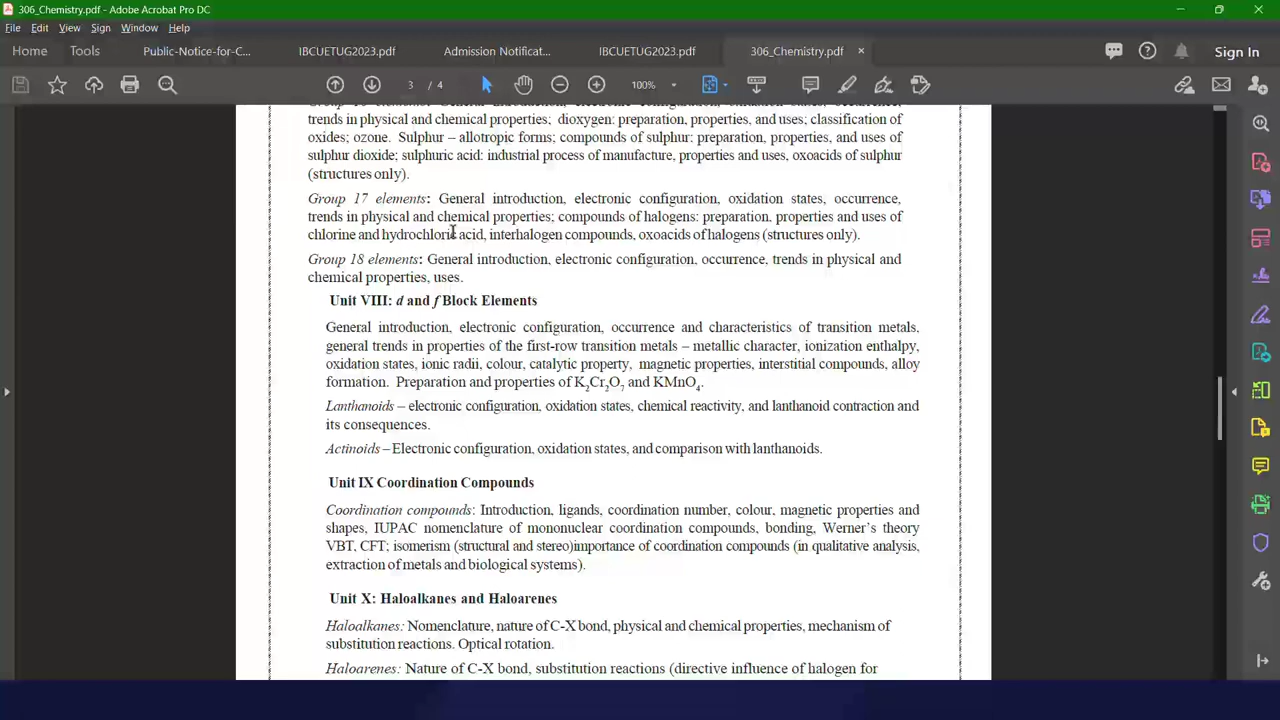 306_Chemistry.pdf - Adobe Acrobat Pro DC
File Edit View Sign Window Help
Home Tools Public-Notice-for-C... IBCUETUG2023.pdf Admission Notificat... IBCUETUG2023.pdf 306_Chemistry.pdf × Sign In
3 / 4 100%
General introduction, electronic configuration, oxidation states, occurrence,
trends in physical and chemical properties; dioxygen: preparation, properties, and uses; classification of
oxides; ozone. Sulphur – allotropic forms; compounds of sulphur: preparation, properties, and uses of
sulphur dioxide; sulphuric acid: industrial process of manufacture, properties and uses, oxoacids of sulphur
(structures only).
Group 17 elements: General introduction, electronic configuration, oxidation states, occurrence,
trends in physical and chemical properties; compounds of halogens: preparation, properties and uses of
chlorine and hydrochloric acid, interhalogen compounds, oxoacids of halogens (structures only).
Group 18 elements: General introduction, electronic configuration, occurrence, trends in physical and
chemical properties, uses.
Unit VIII: d and f Block Elements
General introduction, electronic configuration, occurrence and characteristics of transition metals,
general trends in properties of the first-row transition metals – metallic character, ionization enthalpy,
oxidation states, ionic radii, colour, catalytic property, magnetic properties, interstitial compounds, alloy
formation. Preparation and properties of K₂Cr₂O₇ and KMnO₄.
Lanthanoids – electronic configuration, oxidation states, chemical reactivity, and lanthanoid contraction and
its consequences.
Actinoids – Electronic configuration, oxidation states, and comparison with lanthanoids.
Unit IX Coordination Compounds
Coordination compounds: Introduction, ligands, coordination number, colour, magnetic properties and
shapes, IUPAC nomenclature of mononuclear coordination compounds, bonding, Werner’s theory
VBT, CFT; isomerism (structural and stereo)importance of coordination compounds (in qualitative analysis,
extraction of metals and biological systems).
Unit X: Haloalkanes and Haloarenes
Haloalkanes: Nomenclature, nature of C-X bond, physical and chemical properties, mechanism of
substitution reactions. Optical rotation.
Haloarenes: Nature of C-X bond, substitution reactions (directive influence of halogen for